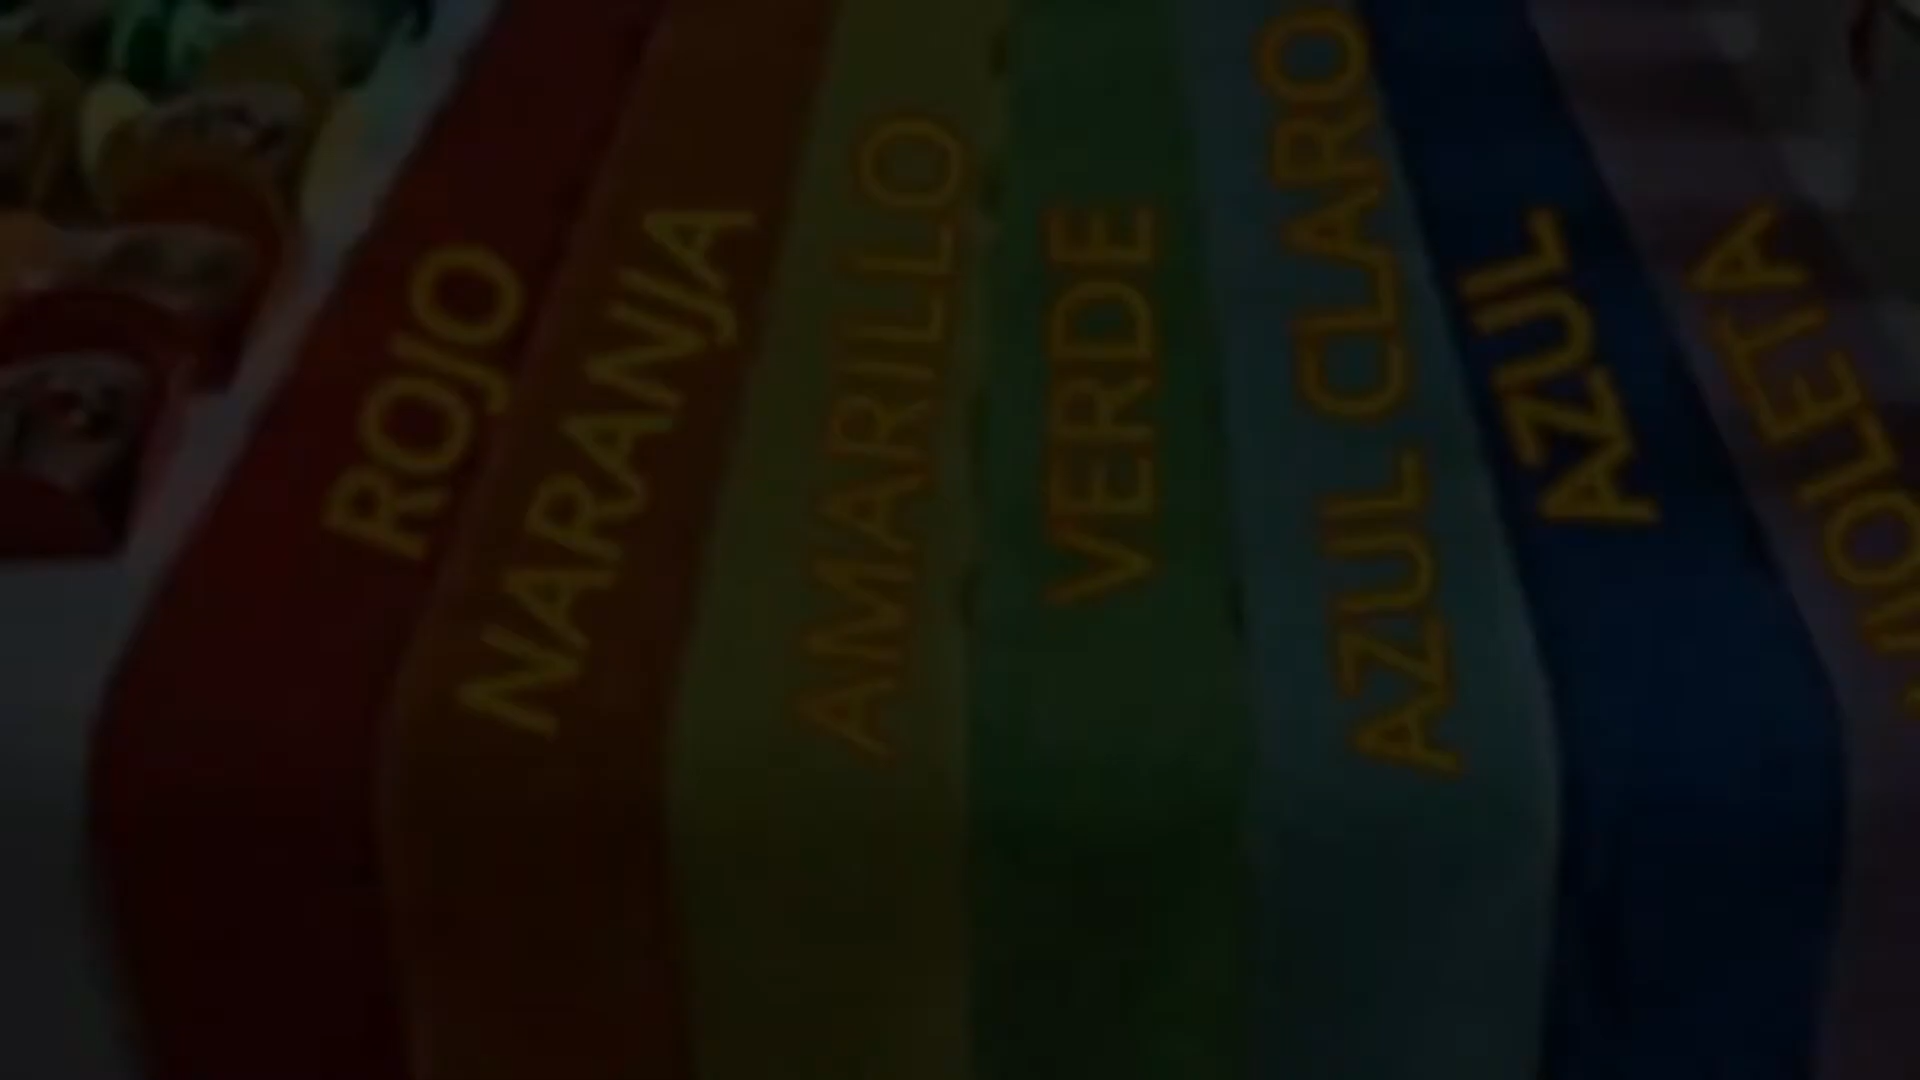 ROJO
NARANJA
AMARILLO
VERDE
AZUL CLARO
AZUL
VIOLETA